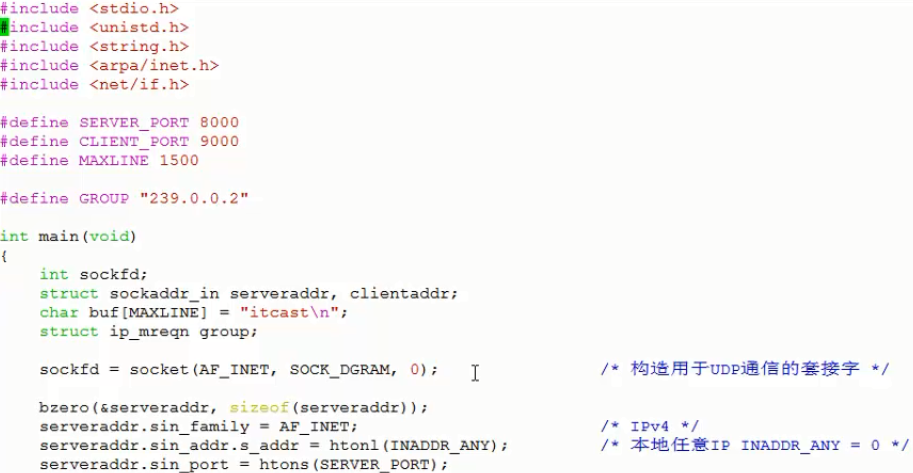 #include <stdio.h>
#include <unistd.h>
#include <string.h>
#include <arpa/inet.h>
#include <net/if.h>
#define SERVER_PORT 8000
#define CLIENT_PORT 9000
#define MAXLINE 1500
#define GROUP "239.0.0.2"
int main(void)
{
    int sockfd;
    struct sockaddr_in serveraddr, clientaddr;
    char buf[MAXLINE] = "itcast\n";
    struct ip_mreqn group;
    sockfd = socket(AF_INET, SOCK_DGRAM, 0);                /* 构造用于UDP通信的套接字 */
    bzero(&serveraddr, sizeof(serveraddr));
    serveraddr.sin_family = AF_INET;                        /* IPv4 */
    serveraddr.sin_addr.s_addr = htonl(INADDR_ANY);         /* 本地任意IP INADDR_ANY = 0 */
    serveraddr.sin_port = htons(SERVER_PORT);